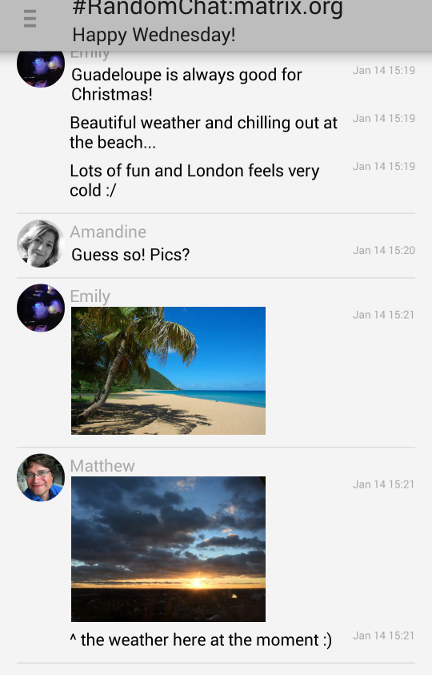 #RandomChat:matrix.org
Happy Wednesday!
Emily
Guadeloupe is always good for
Christmas!
Jan 14 15:19
Beautiful weather and chilling out at
the beach...
Jan 14 15:19
Lots of fun and London feels very
cold :/
Jan 14 15:19
Amandine
Guess so! Pics?
Jan 14 15:20
Emily
Jan 14 15:21
Matthew
Jan 14 15:21
^ the weather here at the moment :)
Jan 14 15:21